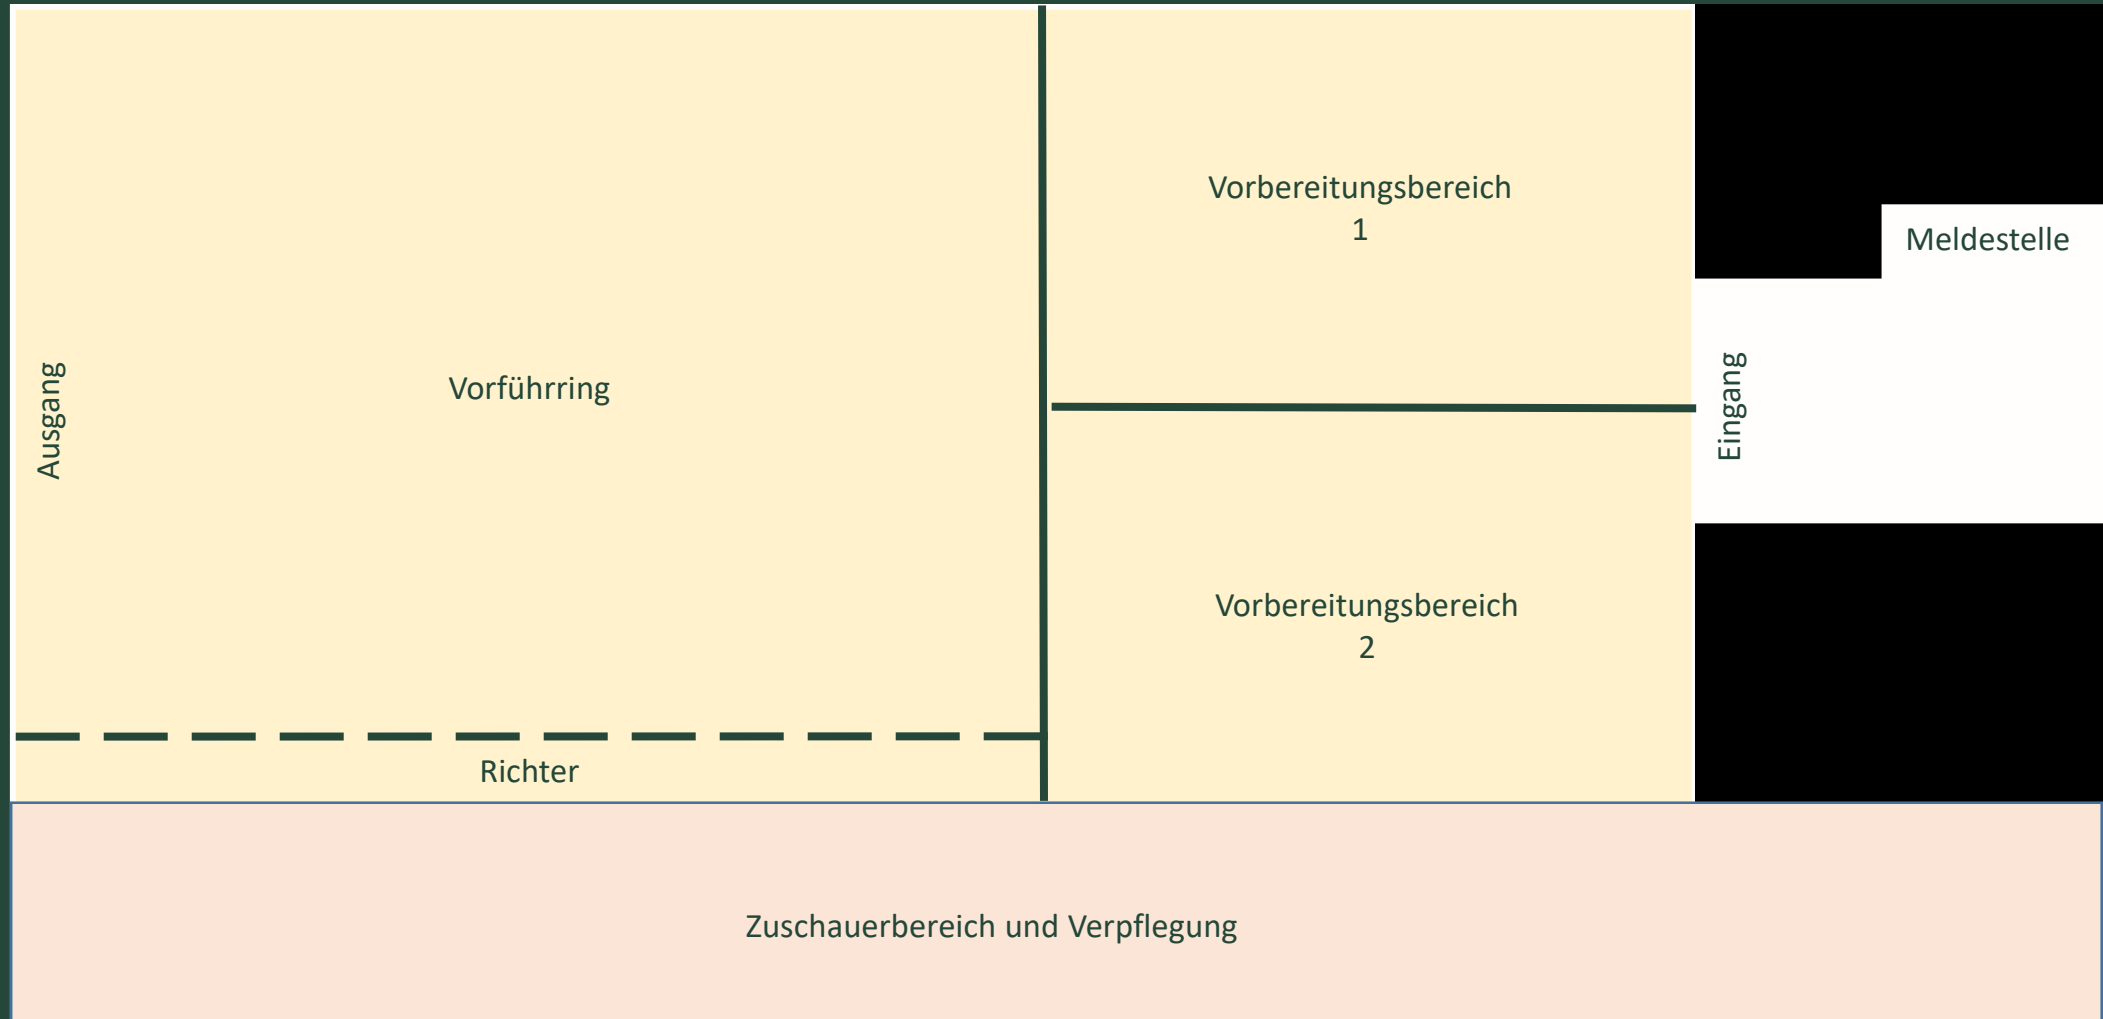 Vorbereitungsbereich
1
Meldestelle
Ausgang
Vorführring
Eingang
Vorbereitungsbereich
2
Richter
Zuschauerbereich und Verpflegung